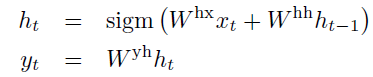 h_t = sigm (W^{hx} x_t + W^{hh} h_{t−1})
y_t = W^{yh} h_t